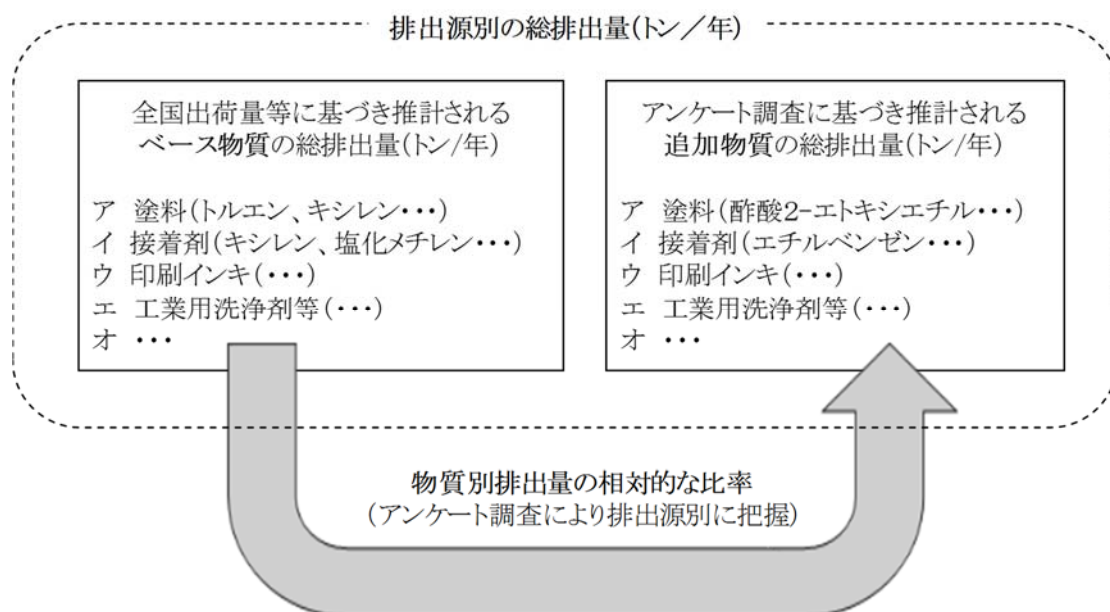 排出源別の総排出量(トン／年)
全国出荷量等に基づき推計される
ベース物質の総排出量(トン/年)
ア 塗料(トルエン、キシレン･･･)
イ 接着剤(キシレン、塩化メチレン･･･)
ウ 印刷インキ(･･･)
エ 工業用洗浄剤等(･･･)
オ ･･･
アンケート調査に基づき推計される
追加物質の総排出量(トン/年)
ア 塗料(酢酸2-エトキシエチル･･･)
イ 接着剤(エチルベンゼン･･･)
ウ 印刷インキ(･･･)
エ 工業用洗浄剤等(･･･)
オ ･･･
物質別排出量の相対的な比率
(アンケート調査により排出源別に把握)